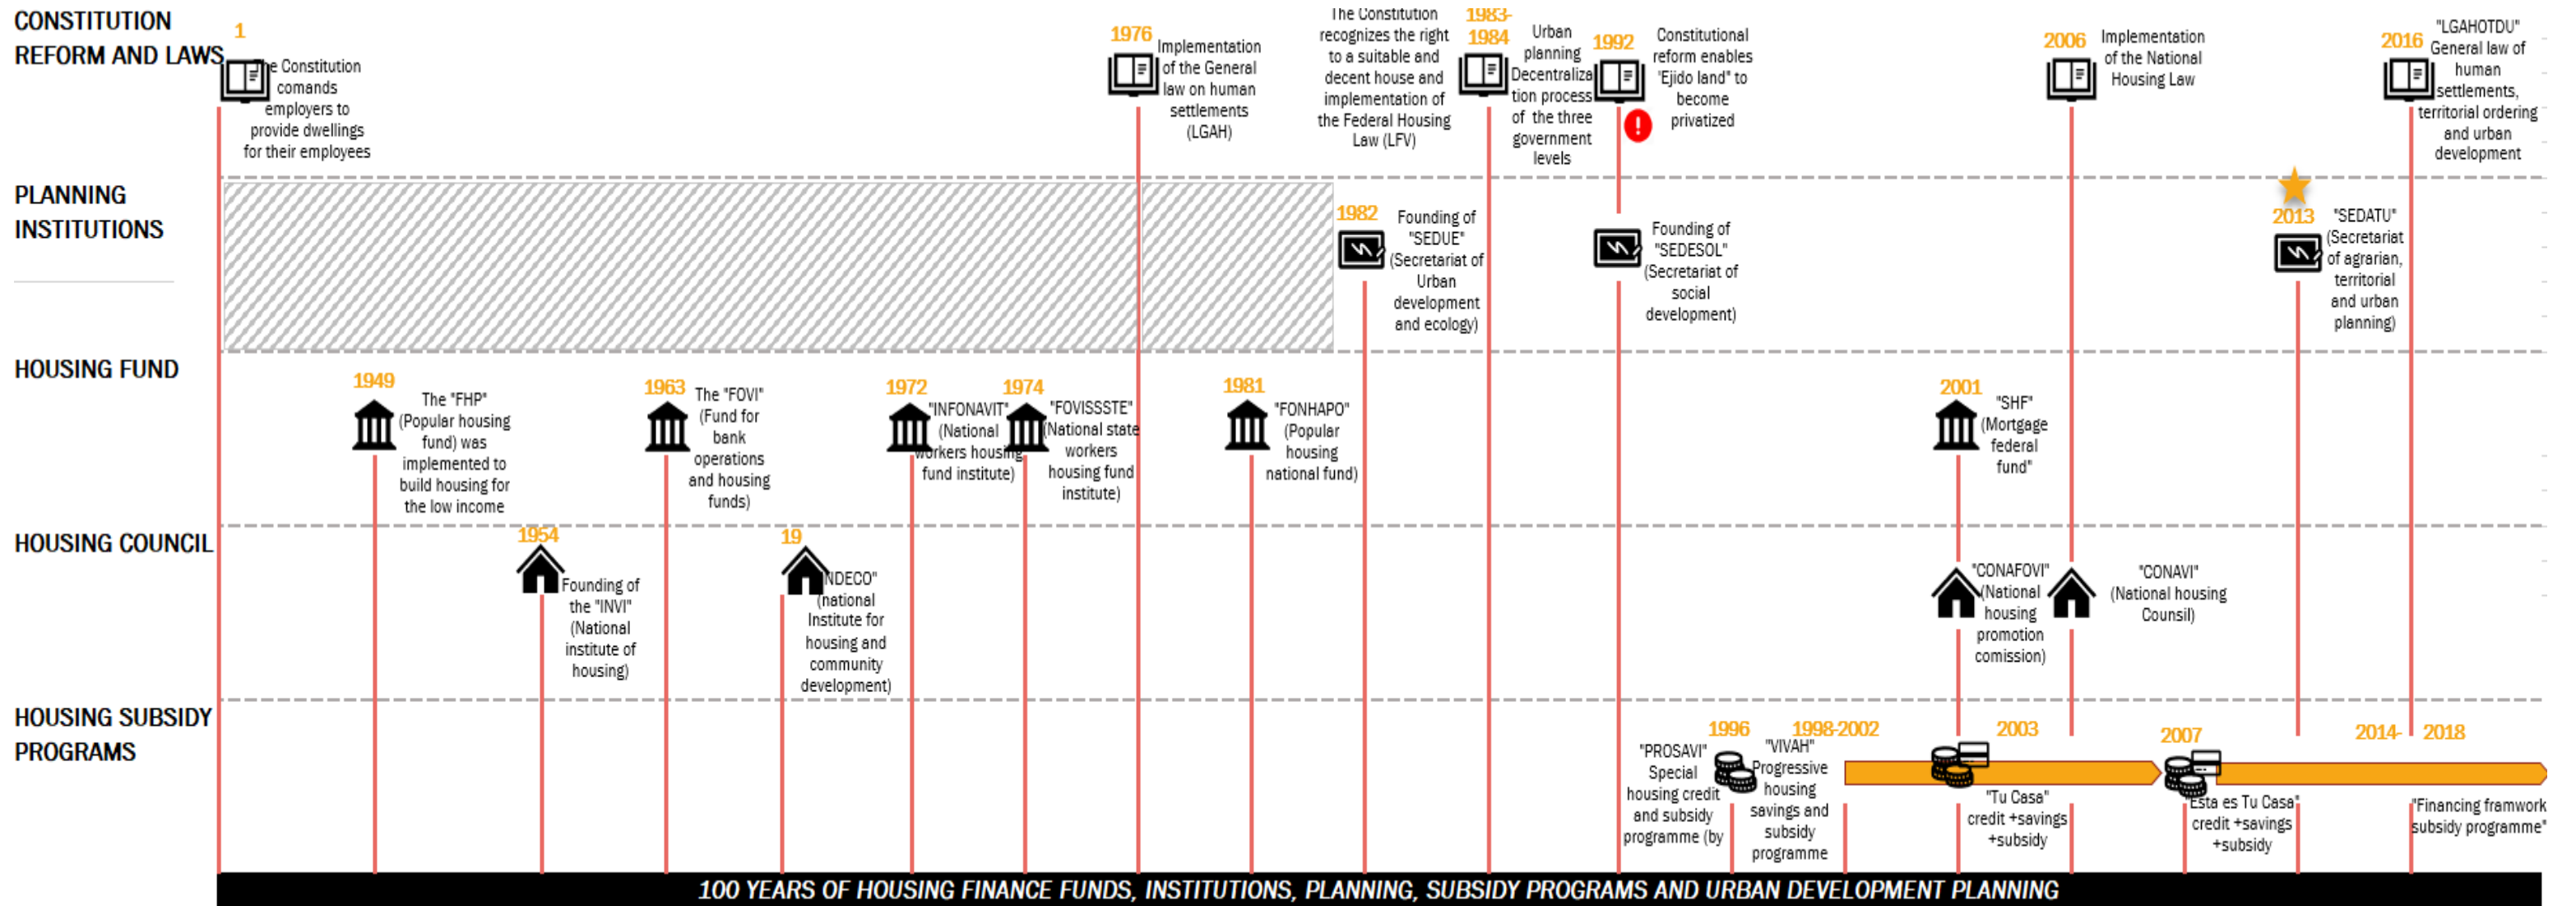 CONSTITUTION
REFORM AND LAWS
1
The Constitution
comands
employers to
provide dwellings
for their employees
1976
Implementation
of the General
law on human
settlements
(LGAH)
The Constitution
recognizes the right
to a suitable and
decent house and
implementation of
the Federal Housing
Law (LFV)
1983-
1984
Urban
planning
Decentraliza
tion process
of the three
government
levels
1992
Constitutional
reform enables
'Ejido land" to
become
privatized
!
2006
Implementation
of the National
Housing Law
2016
"LGAHOTDU"
General law of
human
settlements,
territorial ordering
and urban
development
PLANNING
INSTITUTIONS
1982
Founding of
"SEDUE"
(Secretariat of
Urban
development
and ecology)
Founding of
"SEDESOL"
(Secretariat of
social
development)
2013
"SEDATU"
(Secretariat
of agrarian,
territorial
and urban
planning)
HOUSING FUND
1949
The "FHP"
(Popular housing
fund) was
implemented to
build housing for
the low income
1963
The "FOVI"
(Fund for
bank
operations
and housing
funds)
1972
"INFONAVIT"
(National
workers housing
fund institute)
1974
"FOVISSSTE"
(National state
workers
housing fund
institute)
1981
"FONHAPO"
(Popular
housing
national fund)
2001
"SHF"
(Mortgage
federal
fund"
HOUSING COUNCIL
1954
Founding of
the "INVI"
(National
institute of
housing)
19
NDECO"
(national
Institute for
housing and
community
development)
"CONAFOVI"
(National
housing
promotion
comission)
"CONAVI"
(National housing
Counsil)
HOUSING SUBSIDY
PROGRAMS
1996
"PROSAVI"
Special
housing credit
and subsidy
programme (by
1998-2002
"VIVAH"
Progressive
housing
savings and
subsidy
programme
2003
"Tu Casa"
credit +savings
+subsidy
2007
"Esta es Tu Casa"
credit +savings
+subsidy
2014- 2018
"Financing framwork
subsidy programme"
100 YEARS OF HOUSING FINANCE FUNDS, INSTITUTIONS, PLANNING, SUBSIDY PROGRAMS AND URBAN DEVELOPMENT PLANNING